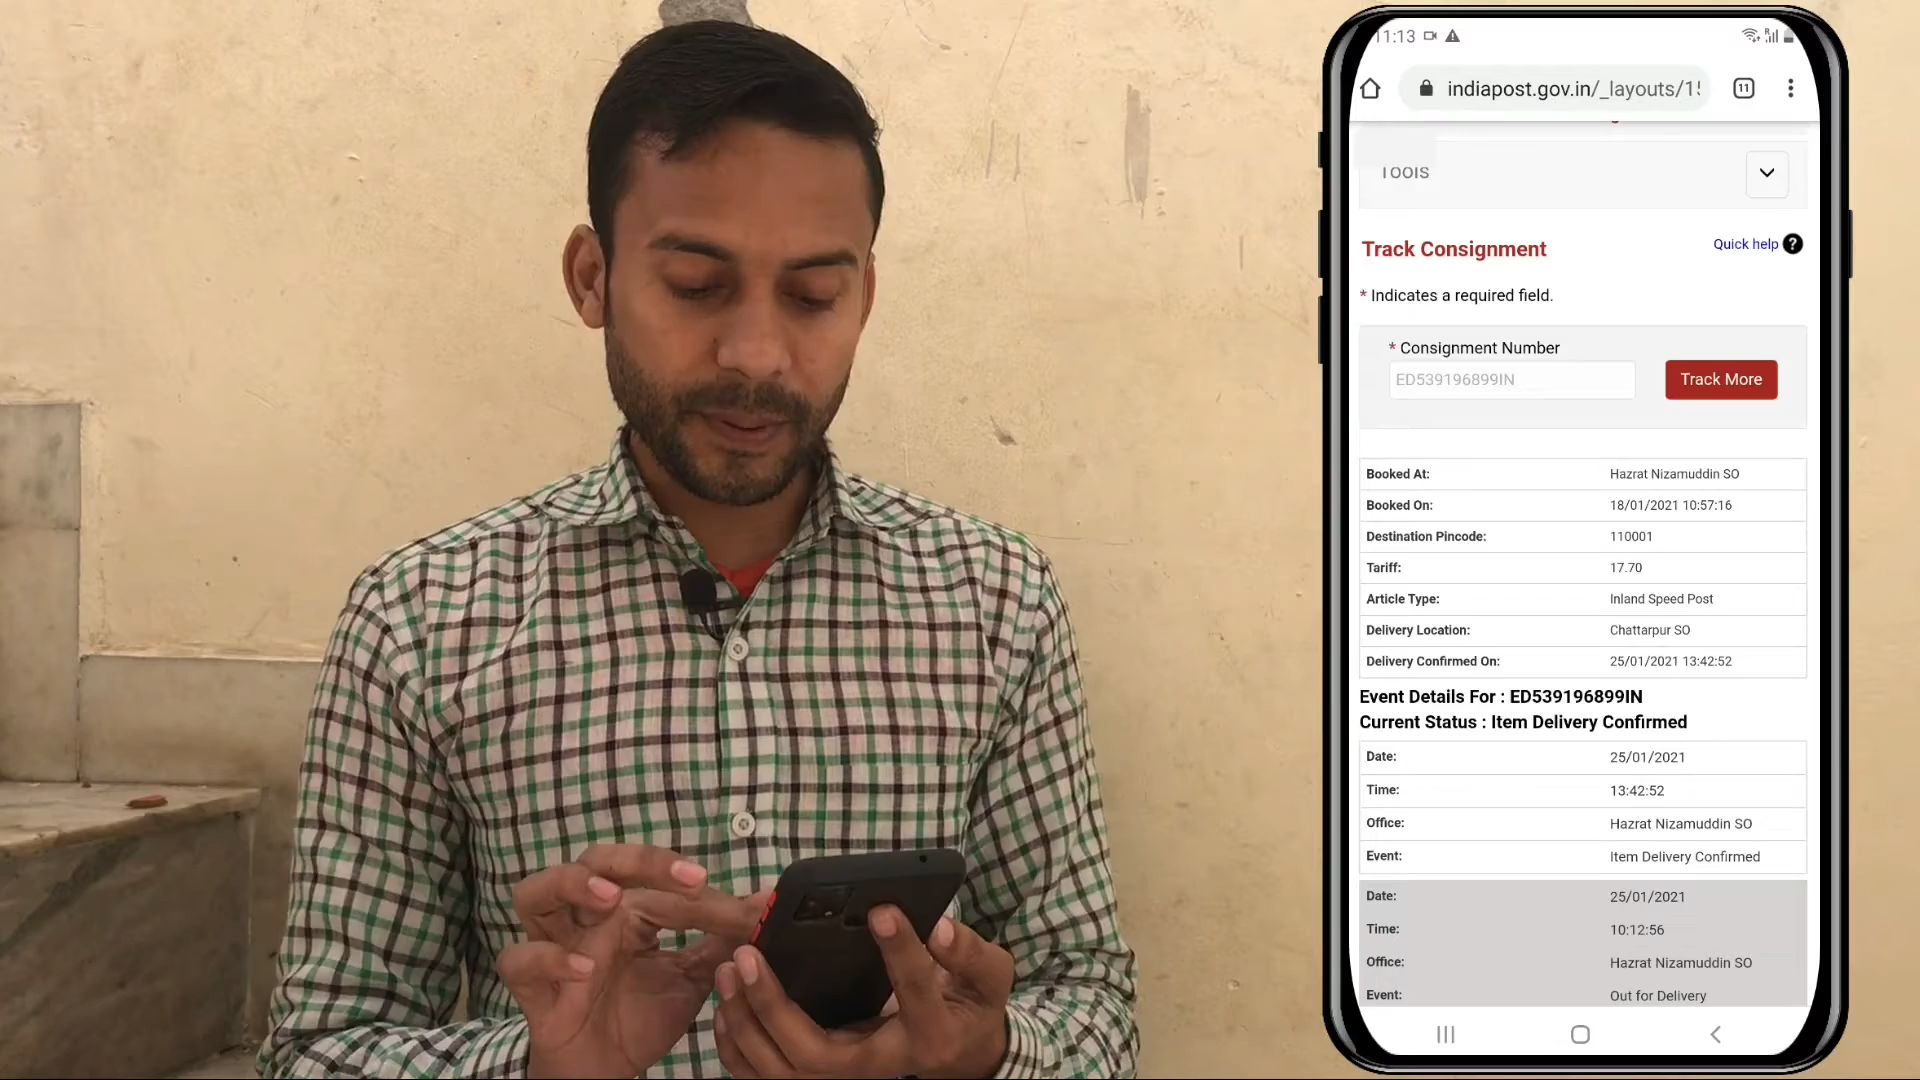 11:13
indiapost.gov.in/_layouts/15
11
Tools
Track Consignment
Quick help ?
* Indicates a required field.
* Consignment Number
ED539196899IN
Track More
Booked At: Hazrat Nizamuddin SO
Booked On: 18/01/2021 10:57:16
Destination Pincode: 110001
Tariff: 17.70
Article Type: Inland Speed Post
Delivery Location: Chattarpur SO
Delivery Confirmed On: 25/01/2021 13:42:52
Event Details For : ED539196899IN
Current Status : Item Delivery Confirmed
Date: 25/01/2021
Time: 13:42:52
Office: Hazrat Nizamuddin SO
Event: Item Delivery Confirmed
Date: 25/01/2021
Time: 10:12:56
Office: Hazrat Nizamuddin SO
Event: Out for Delivery